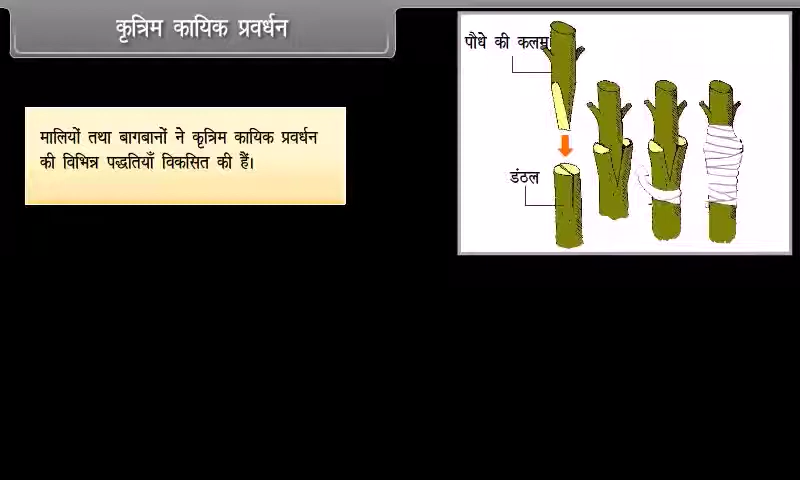 कृत्रिम कायिक प्रवर्धन
मालियों तथा बागबानों ने कृत्रिम कायिक प्रवर्धन
की विभिन्न पद्धतियाँ विकसित की हैं।
पौधे की कलम
डंठल